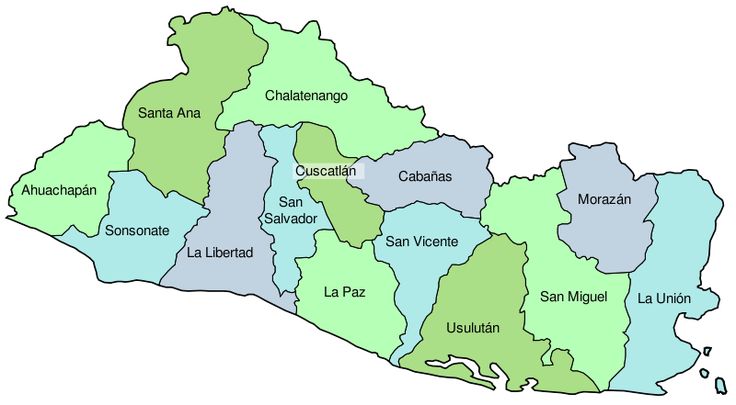 Chalatenango
Santa Ana
Cuscatlán
Cabañas
Ahuachapán
Morazán
San
Salvador
Sonsonate
San Vicente
La Libertad
La Paz
San Miguel
La Unión
Usulután